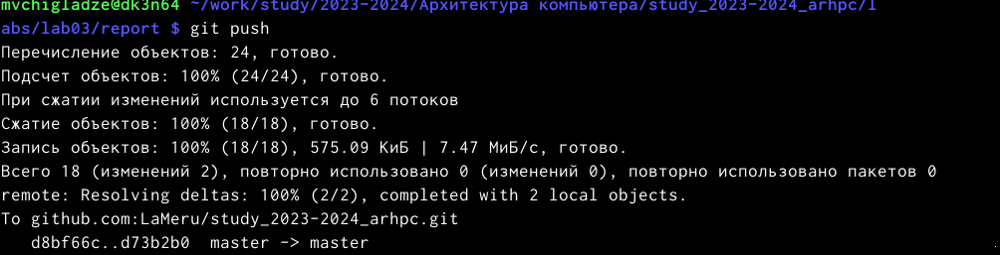 mvchigladze@dk3n64 ~/work/study/2023-2024/Архитектура компьютера/study_2023-2024_arhpc/l
abs/lab03/report $ git push
Перечисление объектов: 24, готово.
Подсчет объектов: 100% (24/24), готово.
При сжатии изменений используется до 6 потоков
Сжатие объектов: 100% (18/18), готово.
Запись объектов: 100% (18/18), 575.09 КиБ | 7.47 МиБ/с, готово.
Всего 18 (изменений 2), повторно использовано 0 (изменений 0), повторно использовано пакетов 0
remote: Resolving deltas: 100% (2/2), completed with 2 local objects.
To github.com:LaMeru/study_2023-2024_arhpc.git
   d8bf66c..d73b2b0  master -> master